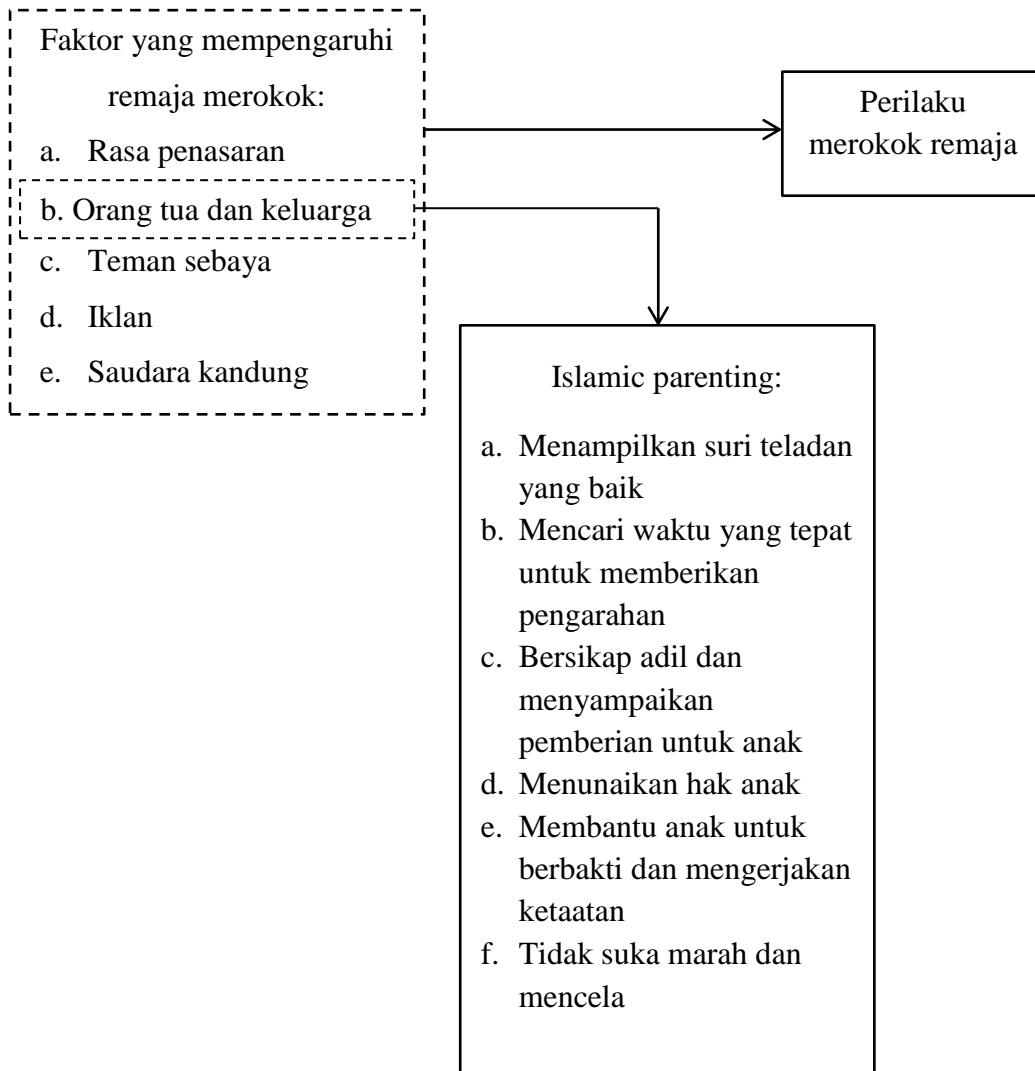 Faktor yang mempengaruhi
remaja merokok:
a. Rasa penasaran
b. Orang tua dan keluarga
c. Teman sebaya
d. Iklan
e. Saudara kandung
Perilaku
merokok remaja
Islamic parenting:
a. Menampilkan suri teladan
yang baik
b. Mencari waktu yang tepat
untuk memberikan
pengarahan
c. Bersikap adil dan
menyampaikan
pemberian untuk anak
d. Menunaikan hak anak
e. Membantu anak untuk
berbakti dan mengerjakan
ketaatan
f. Tidak suka marah dan
mencela